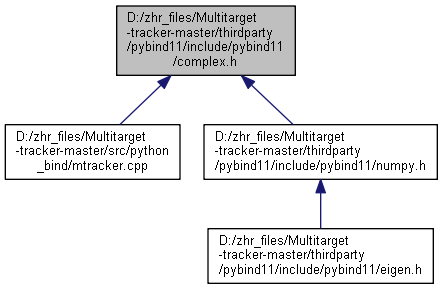 D:/zhr_files/Multitarget
-tracker-master/thirdparty
/pybind11/include/pybind11
/complex.h
D:/zhr_files/Multitarget
-tracker-master/src/python
_bind/mtracker.cpp
D:/zhr_files/Multitarget
-tracker-master/thirdparty
/pybind11/include/pybind11/numpy.h
D:/zhr_files/Multitarget
-tracker-master/thirdparty
/pybind11/include/pybind11/eigen.h